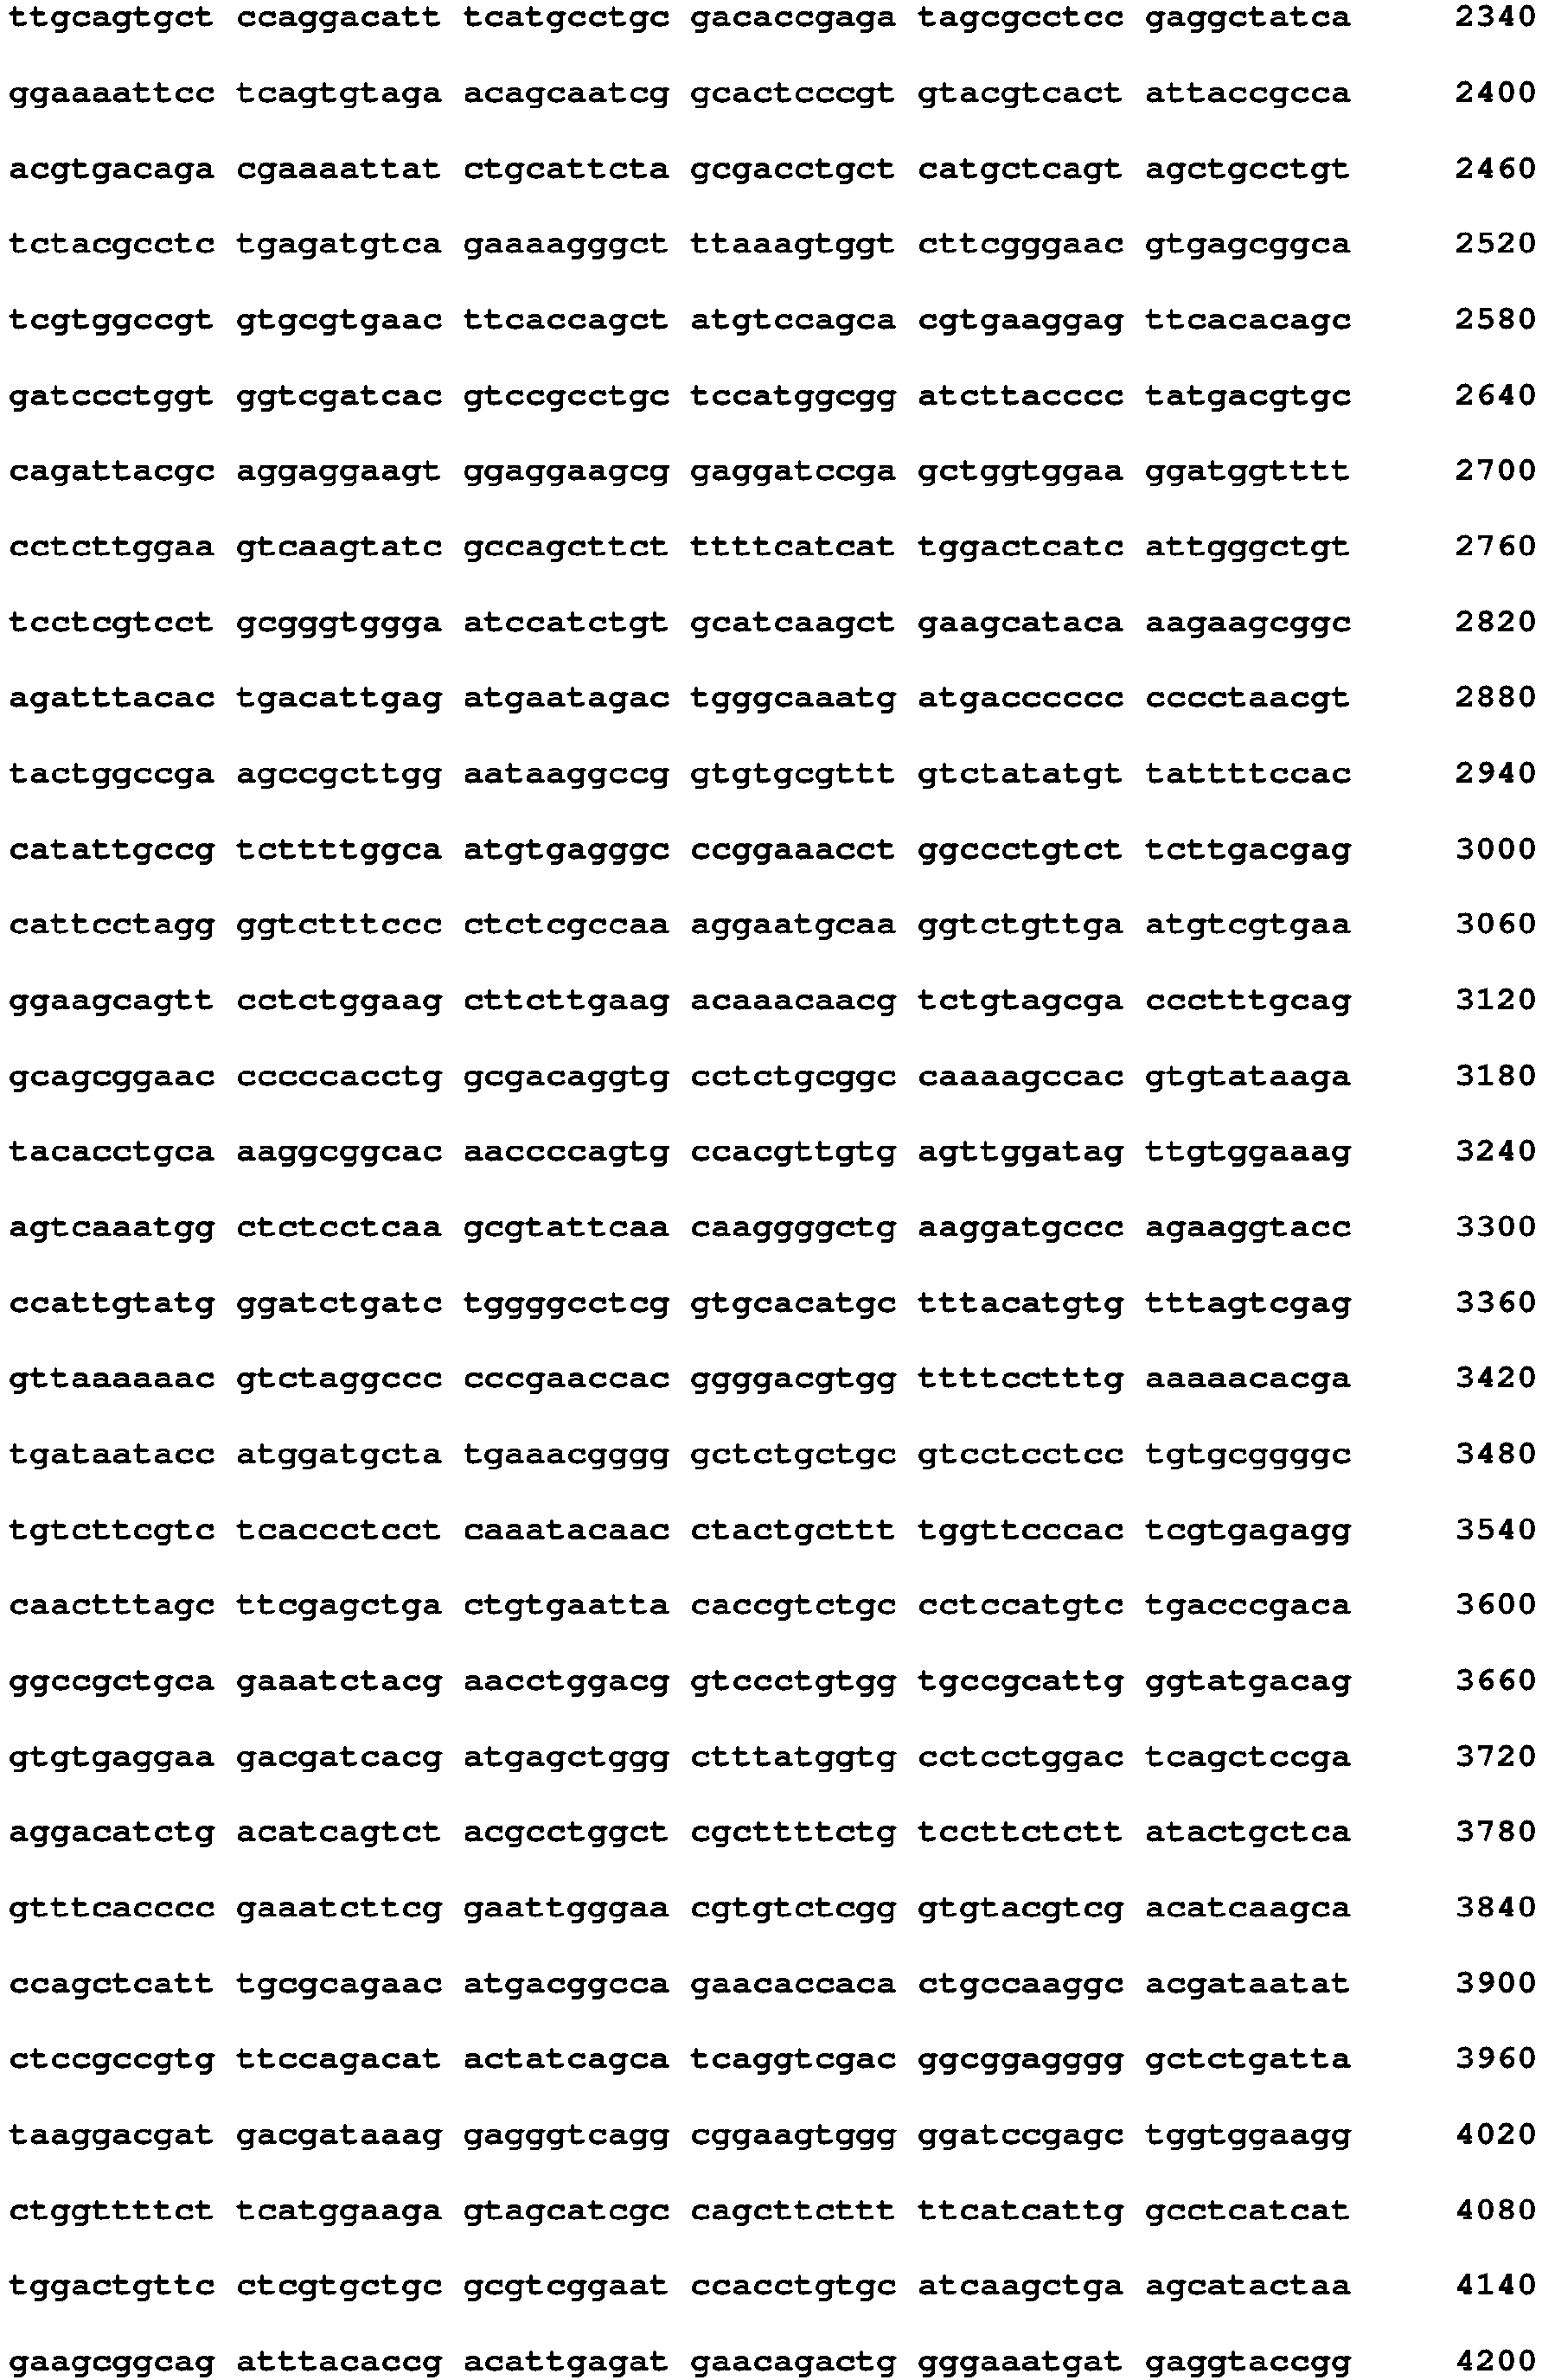 ttgcagtgct ccaggacatt tcatgcctgc gacaccgaga tagcgcctcc gaggctatca 2340
ggaaaattcc tcagtgtaga acagcaatcg gcactcccgt gtacgtcact attaccgcca 2400
acgtgacaga cgaaaattat ctgcattcta gcgacctgct catgctcagt agctgcctgt 2460
tctacgcctc tgagatgtca gaaaagggct ttaaagtggt cttcgggaac gtgagcggca 2520
tcgtggccgt gtgcgtgaac ttcaccagct atgtccagca cgtgaaggag ttcacacagc 2580
gatccctggt ggtcgatcac gtccgcctgc tccatggcgg atcttacccc tatgacgtgc 2640
cagattacgc aggaggaagt ggaggaagcg gaggatccga gctggtggaa ggatggtttt 2700
cctcttggaa gtcaagtatc gccagcttct ttttcatcat tggactcatc attgggctgt 2760
tcctcgtcct gcgggtggga atccatctgt gcatcaagct gaagcataca aagaagcggc 2820
agatttacac tgacattgag atgaatagac tgggcaaatg atgacccccc cccctaacgt 2880
tactggccga agccgcttgg aataaggccg gtgtgcgttt gtctatatgt tattttccac 2940
catattgccg tcttttggca atgtgagggc ccggaaacct ggccctgtct tcttgacgag 3000
cattcctagg ggtctttccc ctctcgccaa aggaatgcaa ggtctgttga atgtcgtgaa 3060
ggaagcagtt cctctggaag cttcttgaag acaaacaacg tctgtagcga ccctttgcag 3120
gcagcggaac cccccacctg gcgacaggtg cctctgcggc caaaagccac gtgtataaga 3180
tacacctgca aaggcggcac aaccccagtg ccacgttgtg agttggatag ttgtggaaag 3240
agtcaaatgg ctctcctcaa gcgtattcaa caaggggctg aaggatgccc agaaggtacc 3300
ccattgtatg ggatctgatc tggggcctcg gtgcacatgc tttacatgtg tttagtcgag 3360
gttaaaaaac gtctaggccc cccgaaccac ggggacgtgg ttttcctttg aaaaacacga 3420
tgataatacc atggatgcta tgaaacgggg gctctgctgc gtcctcctcc tgtgcggggc 3480
tgtcttcgtc tcaccctcct caaatacaac ctactgcttt tggttcccac tcgtgagagg 3540
caactttagc ttcgagctga ctgtgaatta caccgtctgc cctccatgtc tgacccgaca 3600
ggccgctgca gaaatctacg aacctggacg gtccctgtgg tgccgcattg ggtatgacag 3660
gtgtgaggaa gacgatcacg atgagctggg ctttatggtg cctcctggac tcagctccga 3720
aggacatctg acatcagtct acgcctggct cgcttttctg tccttctctt atactgctca 3780
gtttcacccc gaaatcttcg gaattgggaa cgtgtctcgg gtgtacgtcg acatcaagca 3840
ccagctcatt tgcgcagaac atgacggcca gaacaccaca ctgccaaggc acgataatat 3900
ctccgccgtg ttccagacat actatcagca tcaggtcgac ggcggagggg gctctgatta 3960
taaggacgat gacgataaag gagggtcagg cggaagtggg ggatccgagc tggtggaagg 4020
ctggttttct tcatggaaga gtagcatcgc cagcttcttt ttcatcattg gcctcatcat 4080
tggactgttc ctcgtgctgc gcgtcggaat ccacctgtgc atcaagctga agcatactaa 4140
gaagcggcag atttacaccg acattgagat gaacagactg gggaaatgat gaggtaccgg 4200